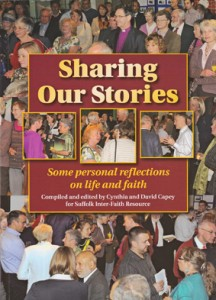 Sharing
Our Stories
Some personal reflections
on life and faith
Compiled and edited by Cynthia and David Capey
for Suffolk Inter-Faith Resource